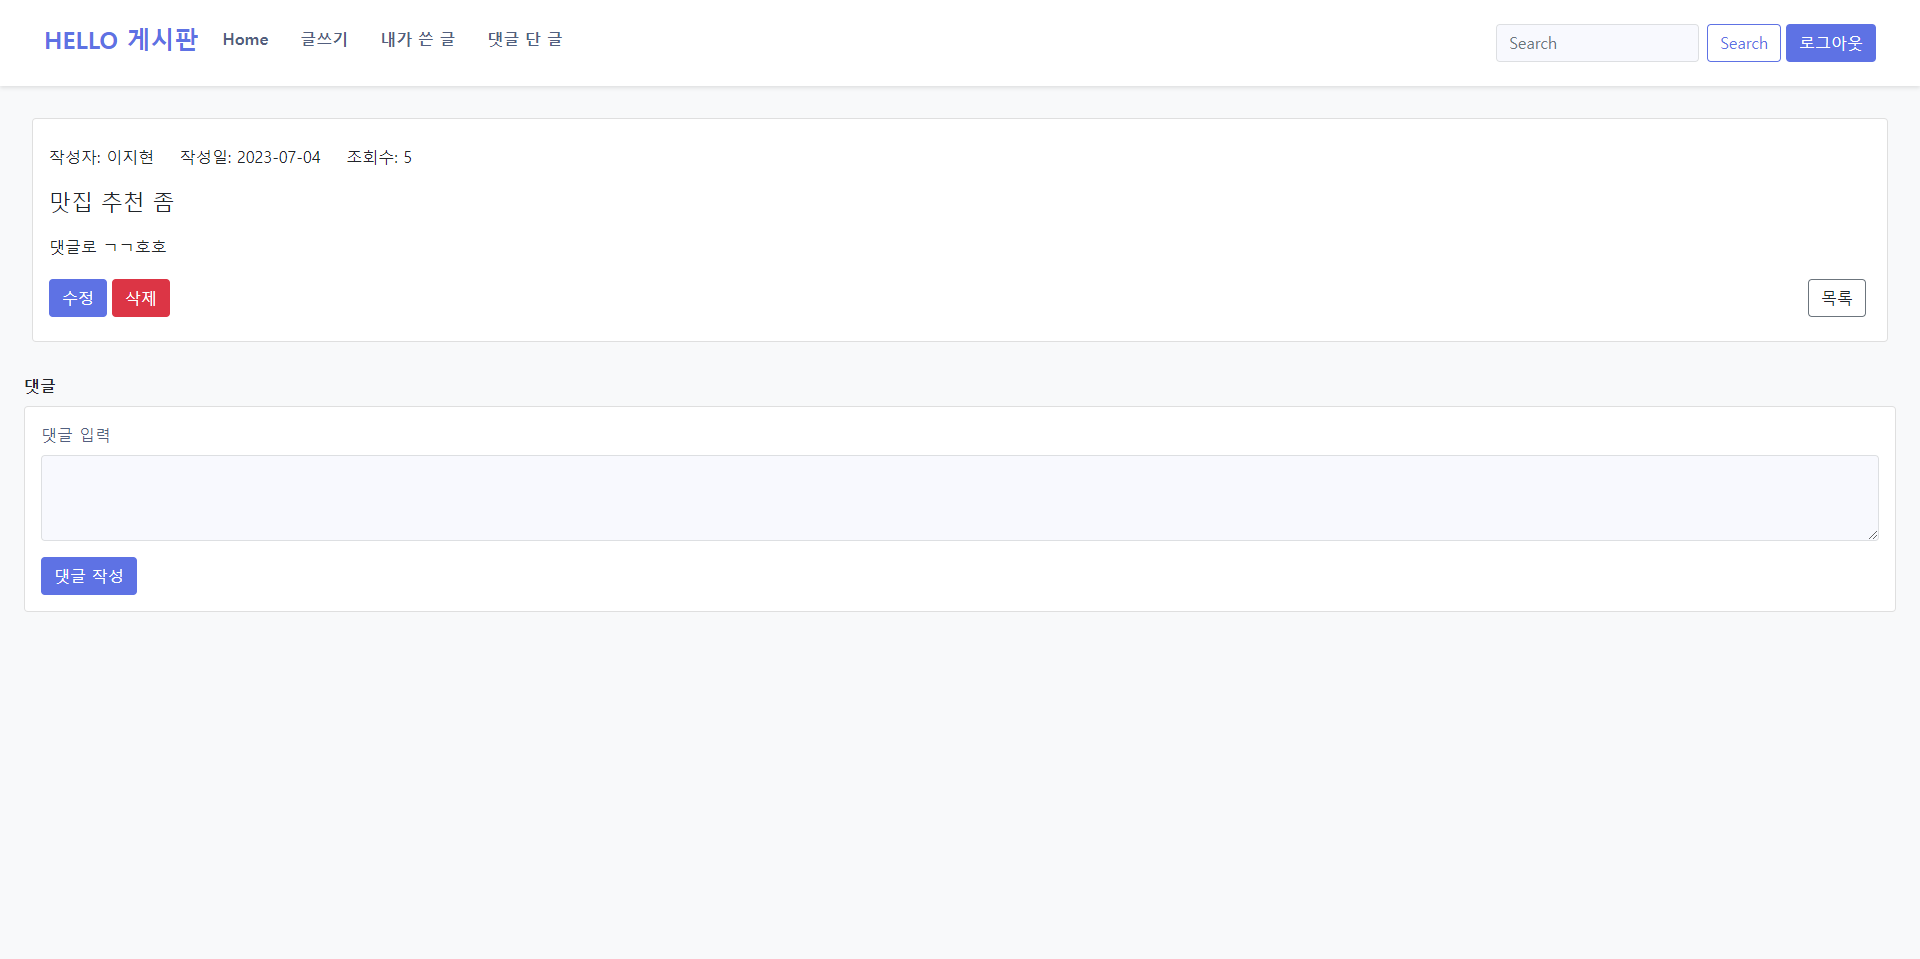 HELLO 게시판 Home 글쓰기 내가 쓴 글 댓글 단 글 Search Search 로그아웃
작성자: 이지현 작성일: 2023-07-04 조회수: 5
맛집 추천 좀
댓글로 ㄱㄱ호호
수정 삭제 목록
댓글
댓글 입력
댓글 작성